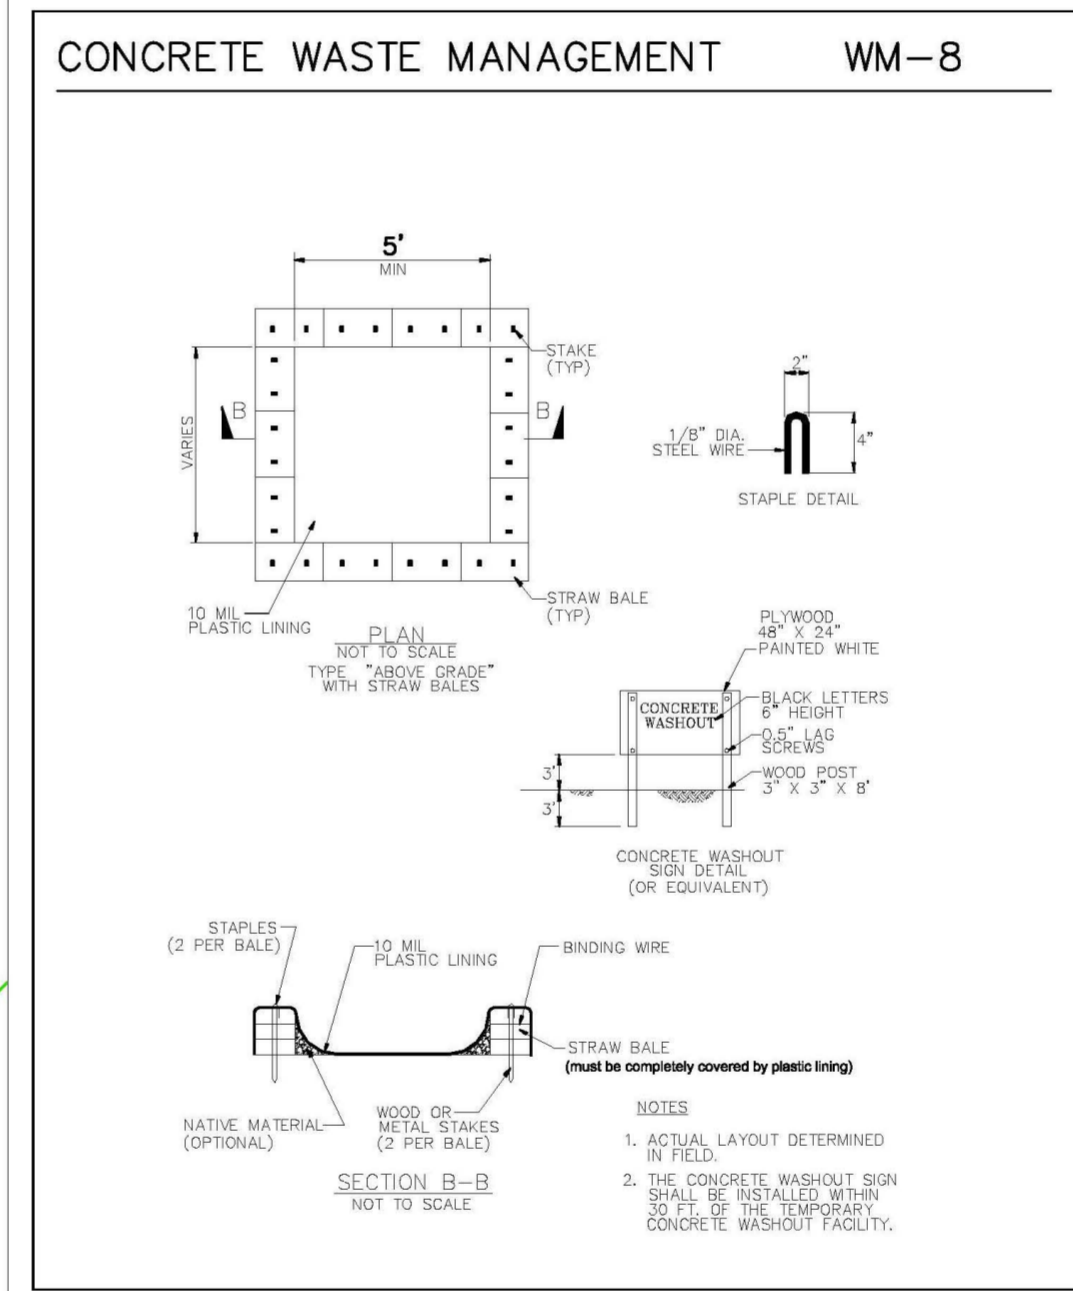 CONCRETE WASTE MANAGEMENT WM-8
5'
MIN
STAKE
(TYP)
B
B
VARIES
2"
1/8" DIA.
STEEL WIRE
4"
STAPLE DETAIL
10 MIL
PLASTIC LINING
STRAW BALE
(TYP)
PLAN
NOT TO SCALE
TYPE "ABOVE GRADE"
WITH STRAW BALES
PLYWOOD
48" X 24"
PAINTED WHITE
CONCRETE
WASHOUT
BLACK LETTERS
6" HEIGHT
0.5" LAG
SCREWS
WOOD POST
3" X 3" X 8'
3'
3'
CONCRETE WASHOUT
SIGN DETAIL
(OR EQUIVALENT)
STAPLES
(2 PER BALE)
10 MIL
PLASTIC LINING
BINDING WIRE
STRAW BALE
(must be completely covered by plastic lining)
NATIVE MATERIAL
(OPTIONAL)
WOOD OR
METAL STAKES
(2 PER BALE)
SECTION B-B
NOT TO SCALE
NOTES
1. ACTUAL LAYOUT DETERMINED
IN FIELD.
2. THE CONCRETE WASHOUT SIGN
SHALL BE INSTALLED WITHIN
30 FT. OF THE TEMPORARY
CONCRETE WASHOUT FACILITY.